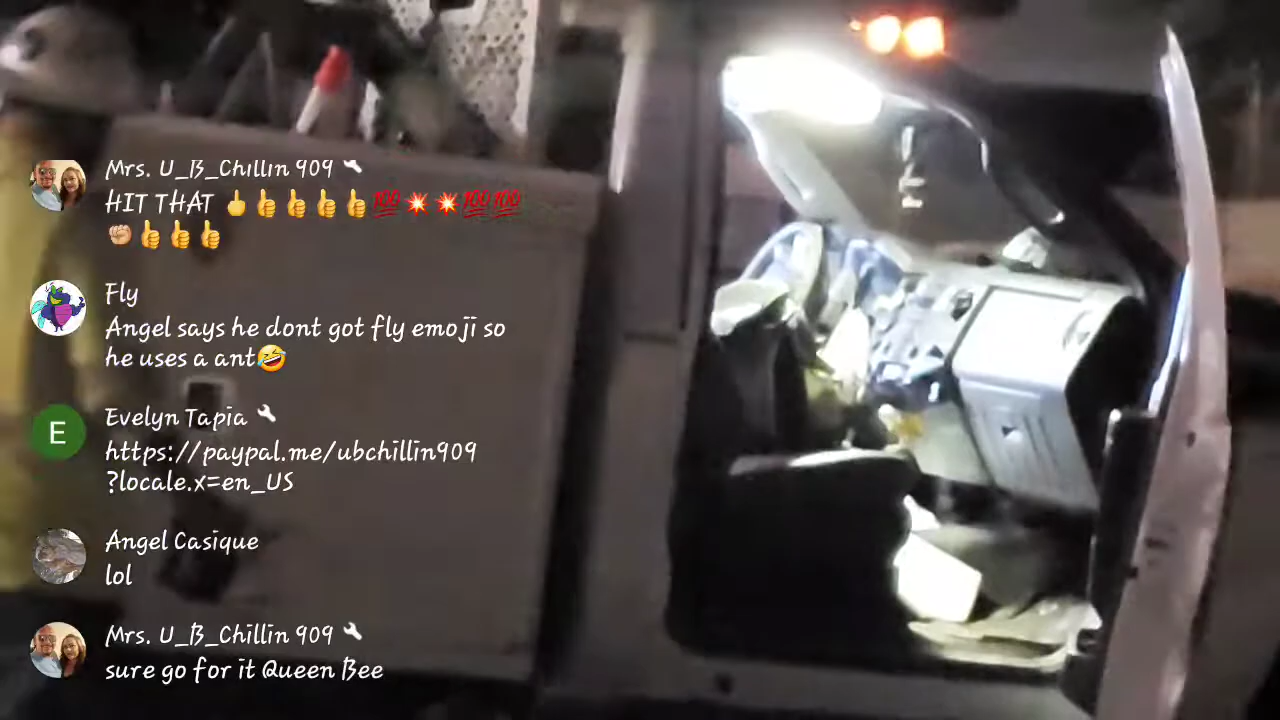 Mrs. U_B_Chillin 909 🔧
HIT THAT 👆👍👍👍👍💯💥💥💯💯
✊🏼👍👍👍
Fly
Angel says he dont got fly emoji so
he uses a ant🤣
E
Evelyn Tapia 🔧
https://paypal.me/ubchillin909
?locale.x=en_US
Angel Casique
lol
Mrs. U_B_Chillin 909 🔧
sure go for it Queen Bee